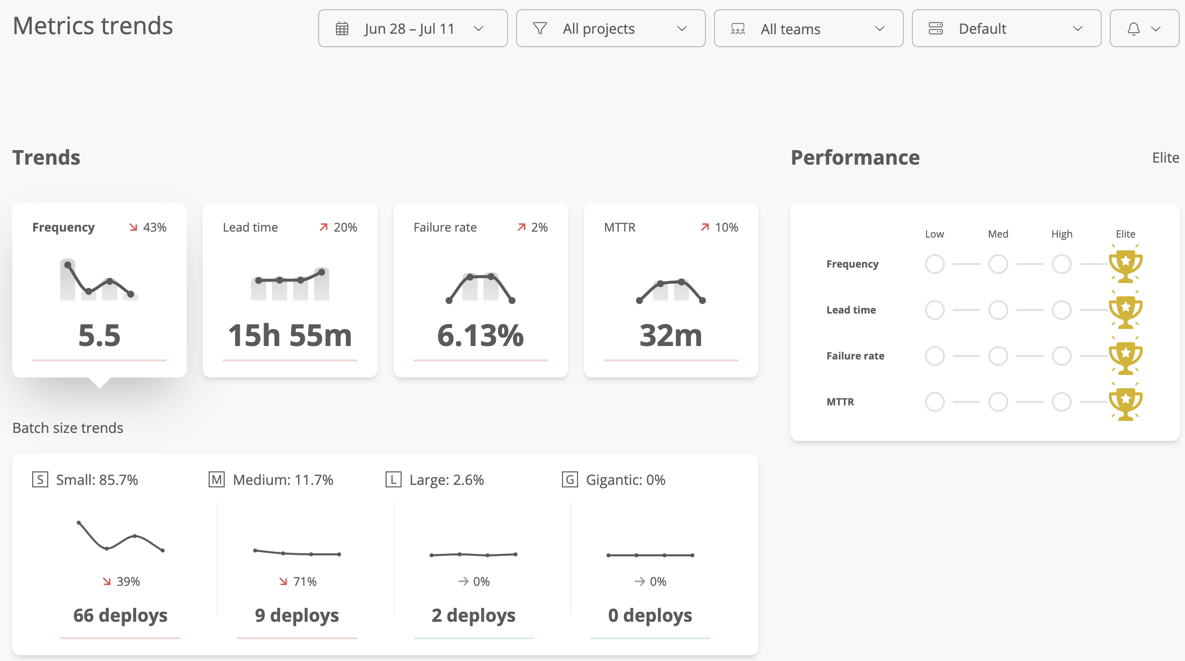 Metrics trends
Jun 28 – Jul 11
All projects
All teams
Default
Trends
Performance
Elite
Frequency 43%
Lead time 20%
Failure rate 2%
MTTR 10%
5.5
15h 55m
6.13%
32m
Low Med High Elite
Frequency
Lead time
Failure rate
MTTR
Batch size trends
S Small: 85.7%
M Medium: 11.7%
L Large: 2.6%
G Gigantic: 0%
39%
71%
0%
0%
66 deploys
9 deploys
2 deploys
0 deploys